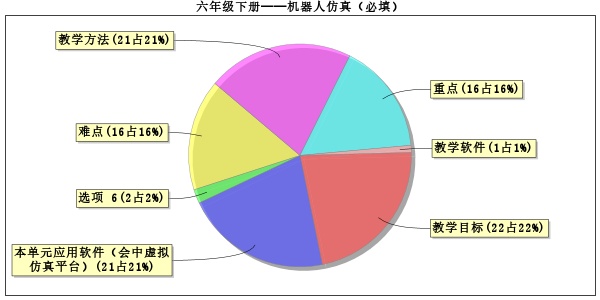 六年级下册——机器人仿真（必填）
教学方法(21占21%)
重点(16占16%)
难点(16占16%)
教学软件(1占1%)
选项 6(2占2%)
教学目标(22占22%)
本单元应用软件（会中虚拟
仿真平台）(21占21%)